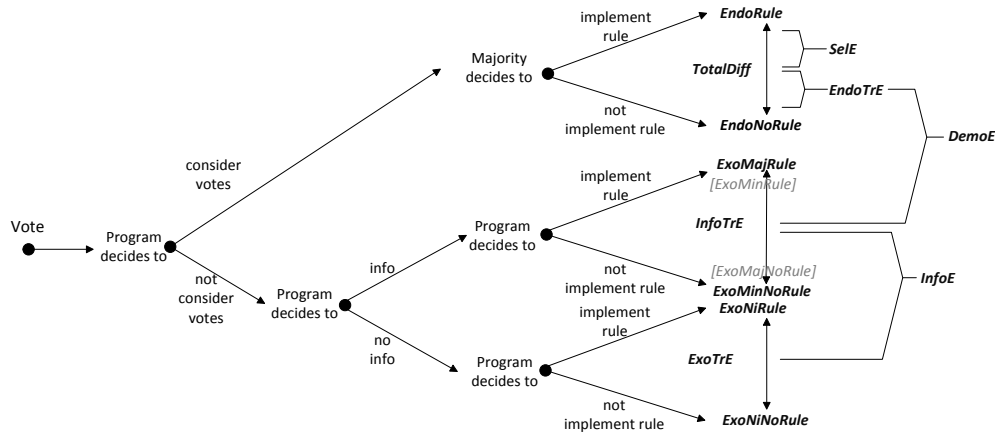 Vote
Program
decides to
consider
votes
not
consider
votes
Majority
decides to
implement
rule
not
implement rule
EndoRule
TotalDiff
SelE
EndoTrE
EndoNoRule
DemoE
Program
decides to
info
no
info
Program
decides to
implement
rule
not
implement rule
ExoMajRule
[ExoMinRule]
InfoTrE
[ExoMajNoRule]
ExoMinNoRule
InfoE
Program
decides to
implement
rule
not
implement rule
ExoNiRule
ExoTrE
ExoNiNoRule